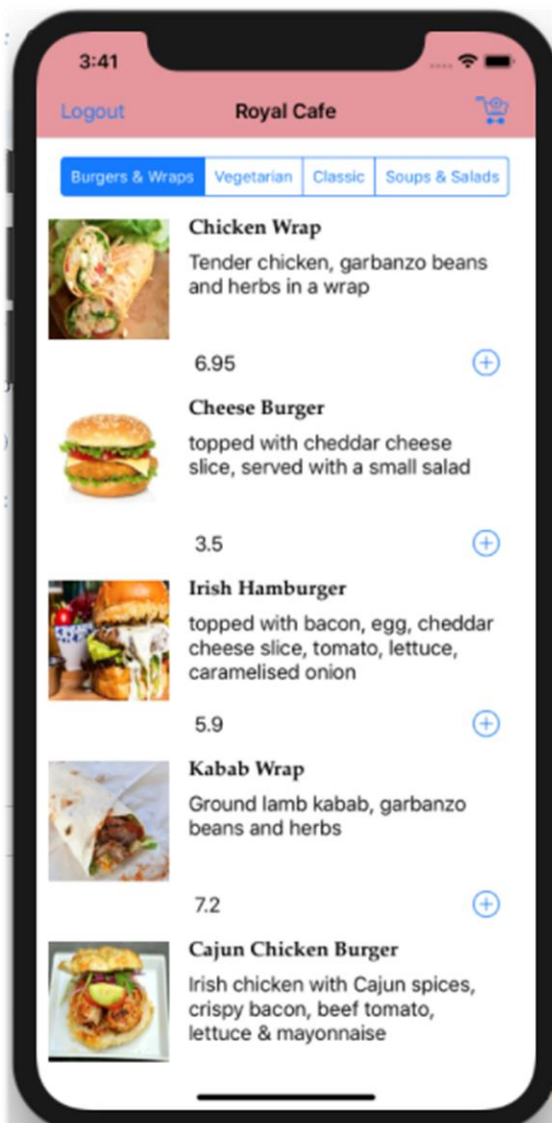 3:41
Logout
Royal Cafe
Burgers & Wraps
Vegetarian
Classic
Soups & Salads
Chicken Wrap
Tender chicken, garbanzo beans
and herbs in a wrap
6.95
Cheese Burger
topped with cheddar cheese
slice, served with a small salad
3.5
Irish Hamburger
topped with bacon, egg, cheddar
cheese slice, tomato, lettuce,
caramelised onion
5.9
Kabab Wrap
Ground lamb kabab, garbanzo
beans and herbs
7.2
Cajun Chicken Burger
Irish chicken with Cajun spices,
crispy bacon, beef tomato,
lettuce & mayonnaise